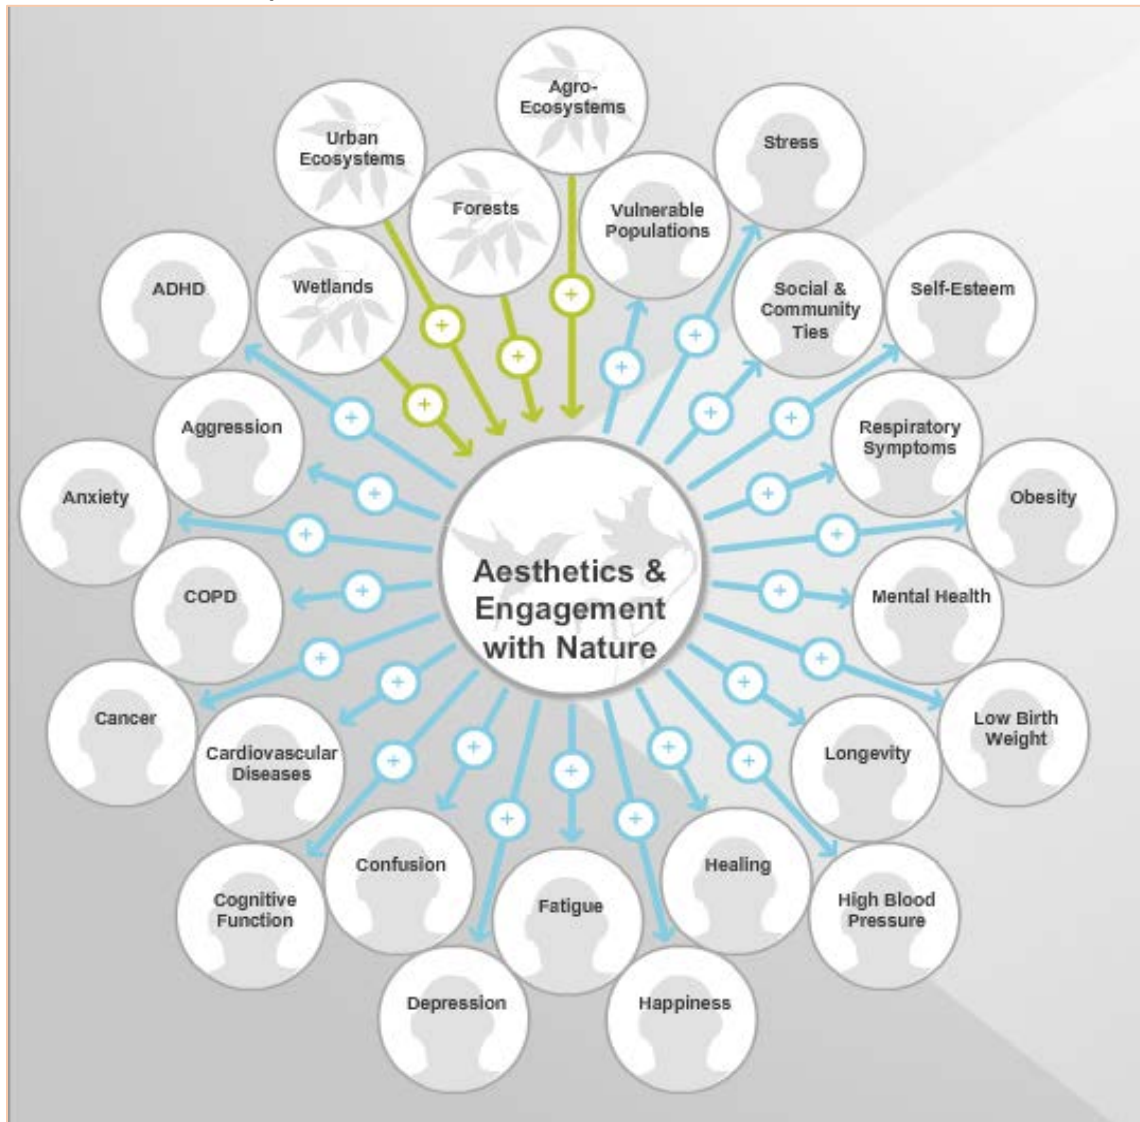 Agro-
Ecosystems
Urban
Ecosystems
Stress
Forests
Vulnerable
Populations
ADHD
Wetlands
Social &
Community
Ties
Self-Esteem
Aggression
Respiratory
Symptoms
Anxiety
Obesity
Aesthetics &
Engagement
with Nature
COPD
Mental Health
Cancer
Low Birth
Weight
Cardiovascular
Diseases
Longevity
Confusion
Healing
Cognitive
Function
Fatigue
High Blood
Pressure
Depression
Happiness